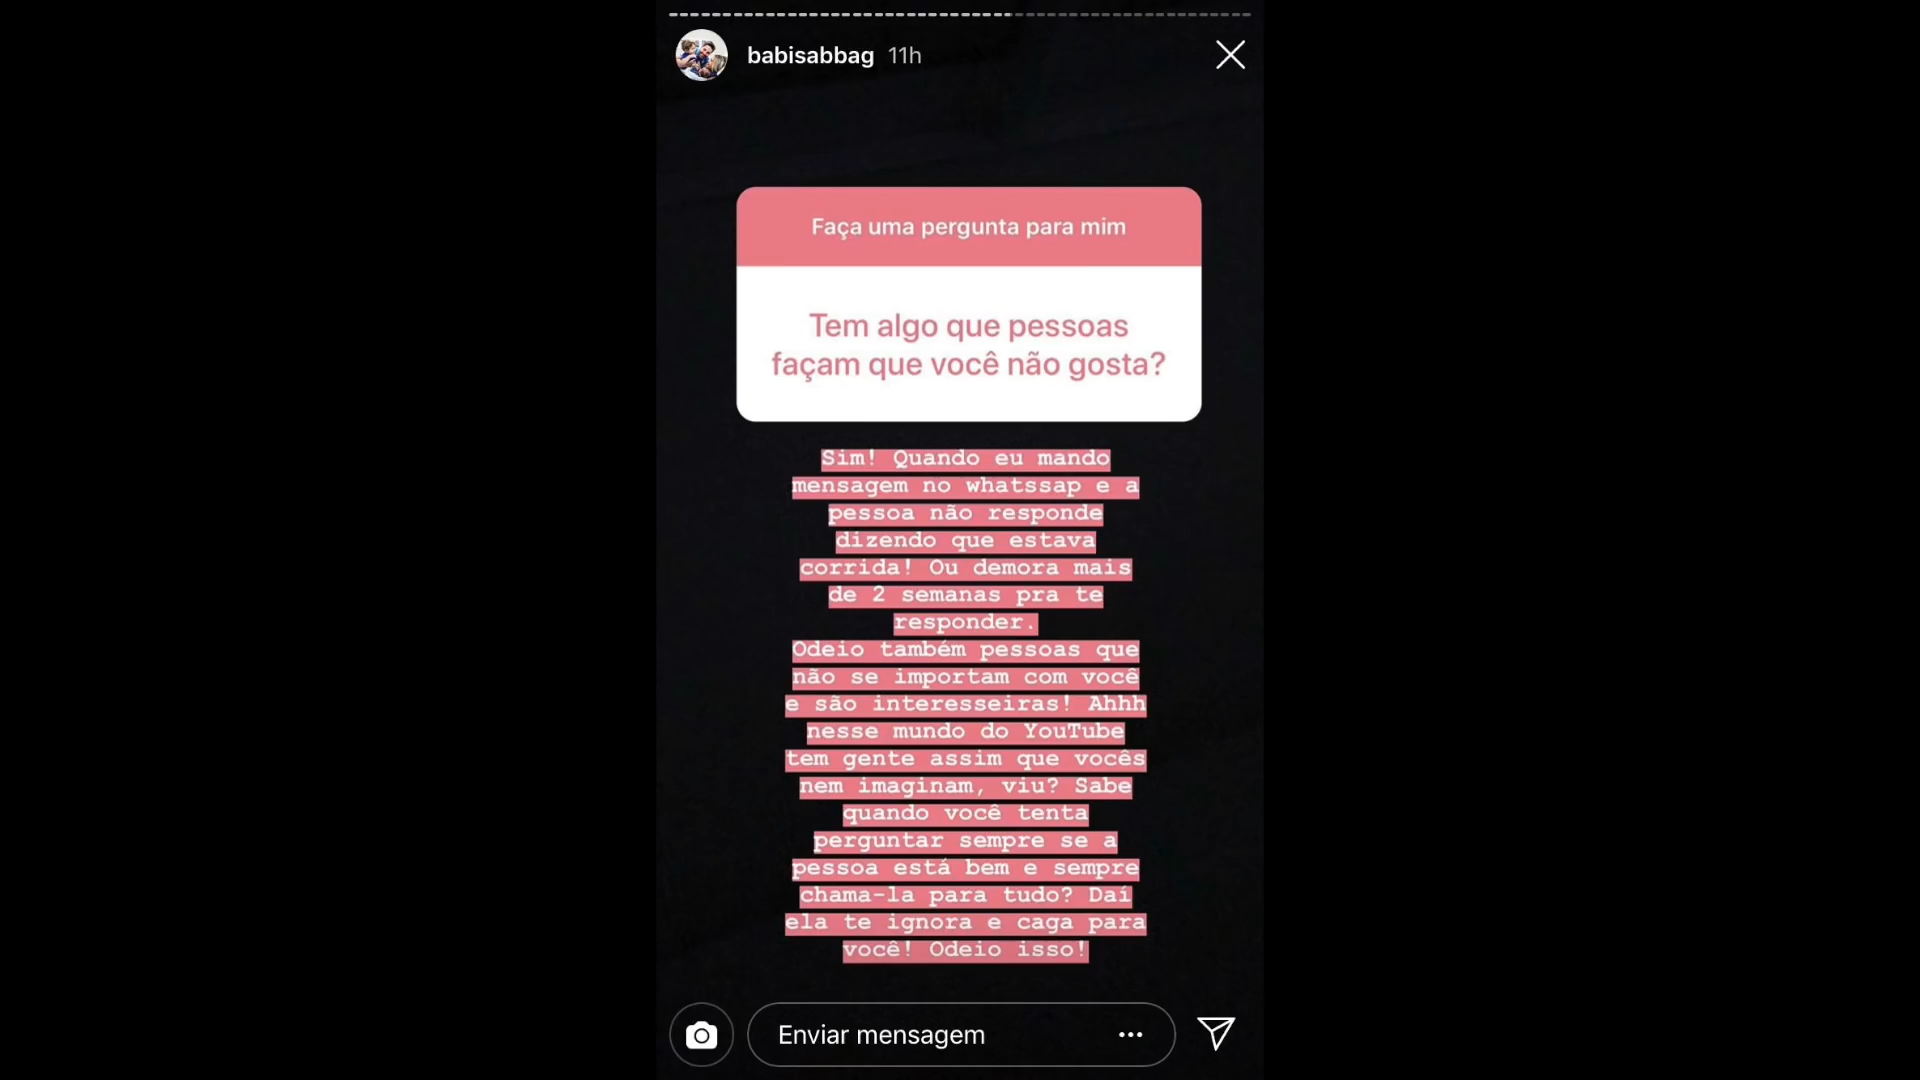 babisabbag 11h
Faça uma pergunta para mim
Tem algo que pessoas
façam que você não gosta?
Sim! Quando eu mando
mensagem no whatssap e a
pessoa não responde
dizendo que estava
corrida! Ou demora mais
de 2 semanas pra te
responder.
Odeio também pessoas que
não se importam com você
e são interesseiras! Ahhh
nesse mundo do YouTube
tem gente assim que vocês
nem imaginam, viu? Sabe
quando você tenta
perguntar sempre se a
pessoa está bem e sempre
chama-la para tudo? Daí
ela te ignora e caga para
você! Odeio isso!
Enviar mensagem